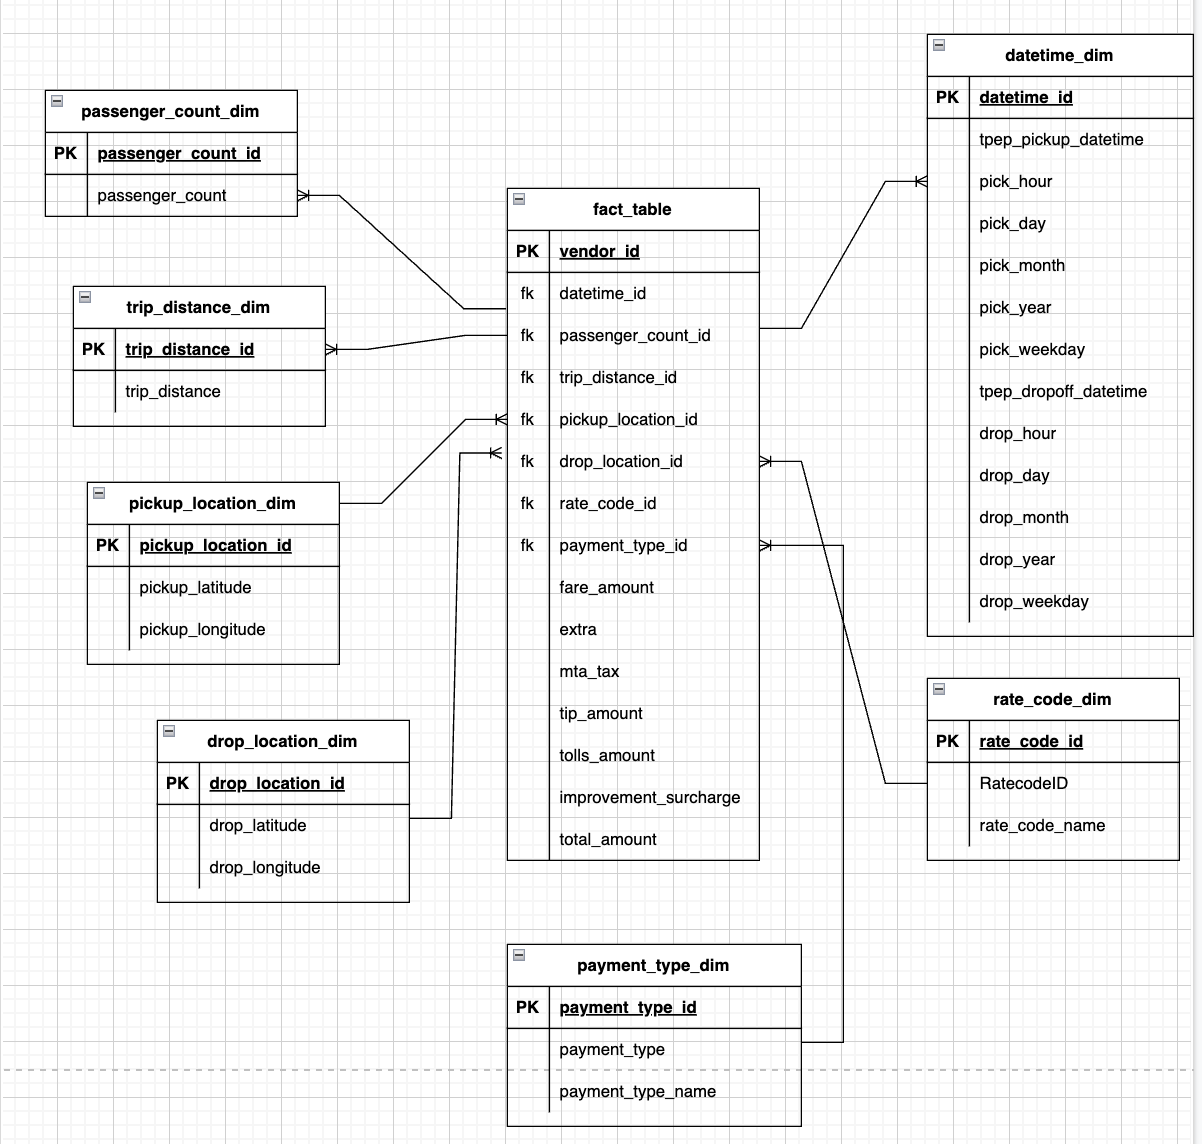 passenger_count_dim
PK passenger_count_id
passenger_count
trip_distance_dim
PK trip_distance_id
trip_distance
pickup_location_dim
PK pickup_location_id
pickup_latitude
pickup_longitude
drop_location_dim
PK drop_location_id
drop_latitude
drop_longitude
fact_table
PK vendor_id
fk datetime_id
fk passenger_count_id
fk trip_distance_id
fk pickup_location_id
fk drop_location_id
fk rate_code_id
fk payment_type_id
fare_amount
extra
mta_tax
tip_amount
tolls_amount
improvement_surcharge
total_amount
payment_type_dim
PK payment_type_id
payment_type
payment_type_name
datetime_dim
PK datetime_id
tpep_pickup_datetime
pick_hour
pick_day
pick_month
pick_year
pick_weekday
tpep_dropoff_datetime
drop_hour
drop_day
drop_month
drop_year
drop_weekday
rate_code_dim
PK rate_code_id
RatecodeID
rate_code_name